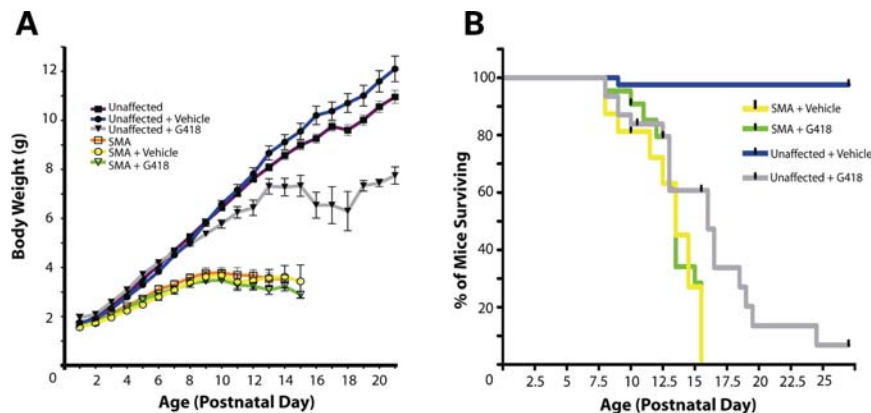 A
Body Weight (g)
12
10
8
6
4
2
0
Unaffected
Unaffected + Vehicle
Unaffected + G418
SMA
SMA + Vehicle
SMA + G418
2 4 6 8 10 12 14 16 18 20
Age (Postnatal Day)
B
% of Mice Surviving
100
80
60
40
20
0
SMA + Vehicle
SMA + G418
Unaffected + Vehicle
Unaffected + G418
2.5 5 7.5 10 12.5 15 17.5 20 22.5 25
Age (Postnatal Day)